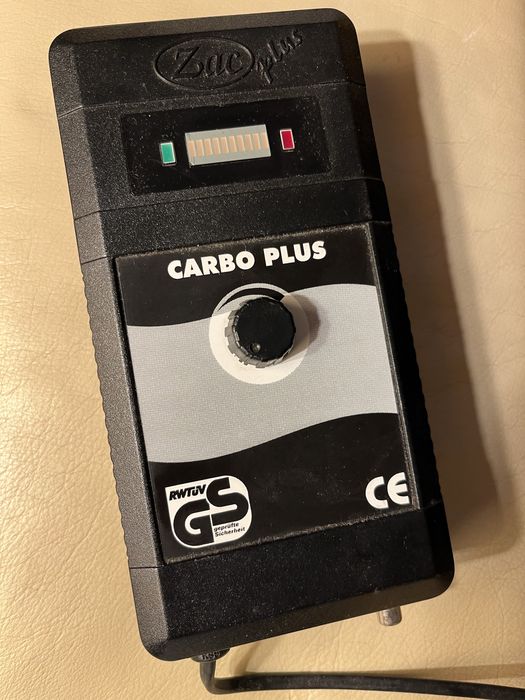 Zac plus
CARBO PLUS
RWTÜV
GS
geprüfte
Sicherheit
CE